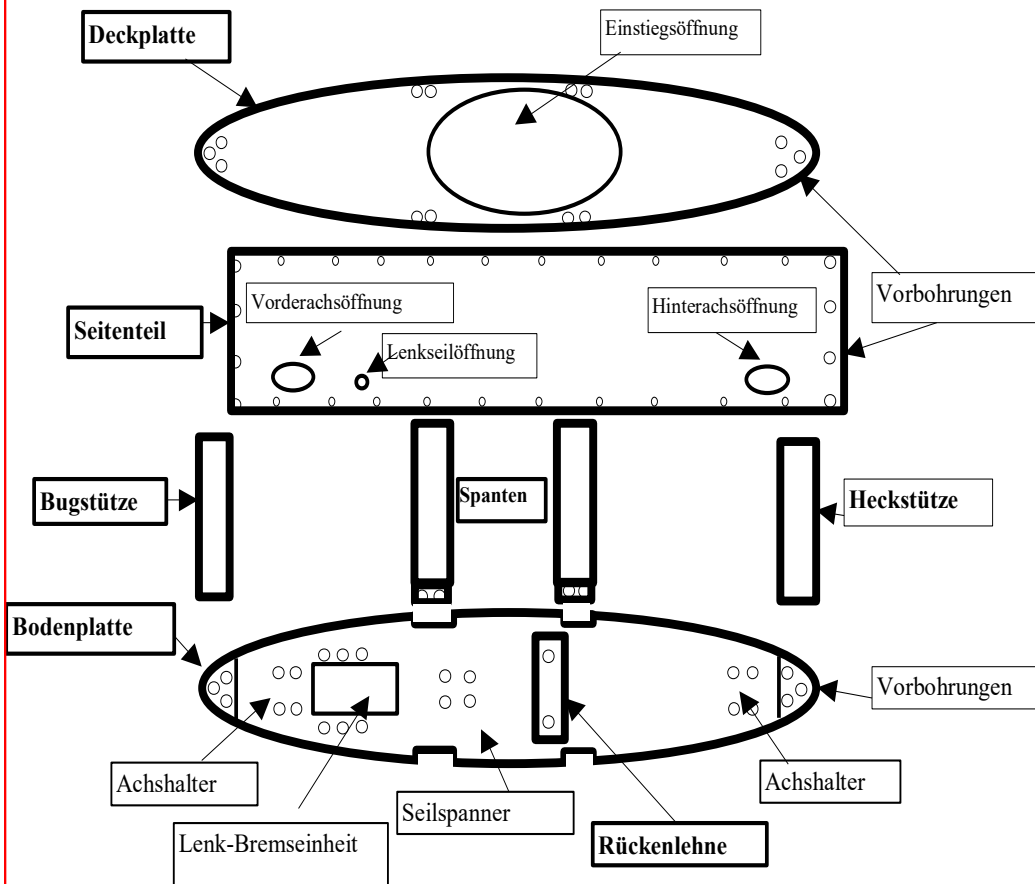 Deckplatte
Einstiegsöffnung
Vorderachsöffnung
Hinterachsöffnung
Vorbohrungen
Seitenteil
Lenkseilöffnung
Bugstütze
Spanten
Heckstütze
Bodenplatte
Vorbohrungen
Achshalter
Seilspanner
Achshalter
Lenk-Bremseinheit
Rückenlehne